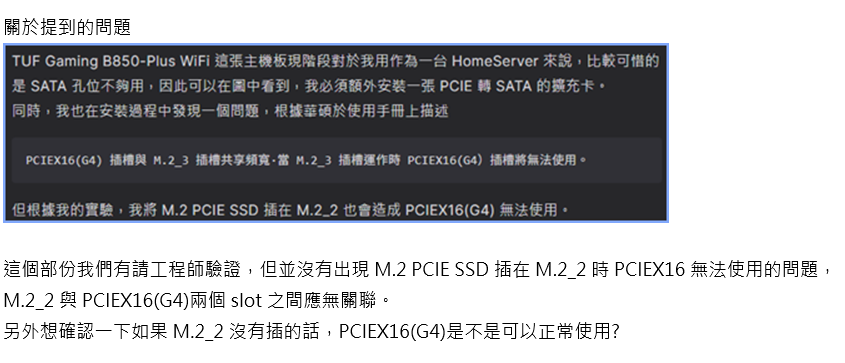 關於提到的問題
TUF Gaming B850-Plus WiFi 這張主機板現階段對於我用作為一台 HomeServer 來說，比較可惜的
是 SATA 孔位不夠用，因此可以在圖中看到，我必須額外安裝一張 PCIE 轉 SATA 的擴充卡。
同時，我也在安裝過程中發現一個問題，根據華碩於使用手冊上描述
PCIEX16(G4) 插槽與 M.2_3 插槽共享頻寬·當 M.2_3 插槽運作時 PCIEX16(G4) 插槽將無法使用。
但根據我的實驗，我將 M.2 PCIE SSD 插在 M.2_2 也會造成 PCIEX16(G4) 無法使用。
這個部份我們有請工程師驗證，但並沒有出現 M.2 PCIE SSD 插在 M.2_2 時 PCIEX16 無法使用的問題，
M.2_2 與 PCIEX16(G4)兩個 slot 之間應無關聯。
另外想確認一下如果 M.2_2 沒有插的話，PCIEX16(G4)是不是可以正常使用?